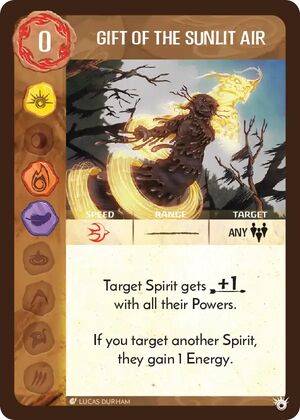 0
GIFT OF THE SUNLIT AIR
SPEED RANGE TARGET
ANY
Target Spirit gets +1
with all their Powers.
If you target another Spirit,
they gain 1 Energy.
LUCAS DURHAM